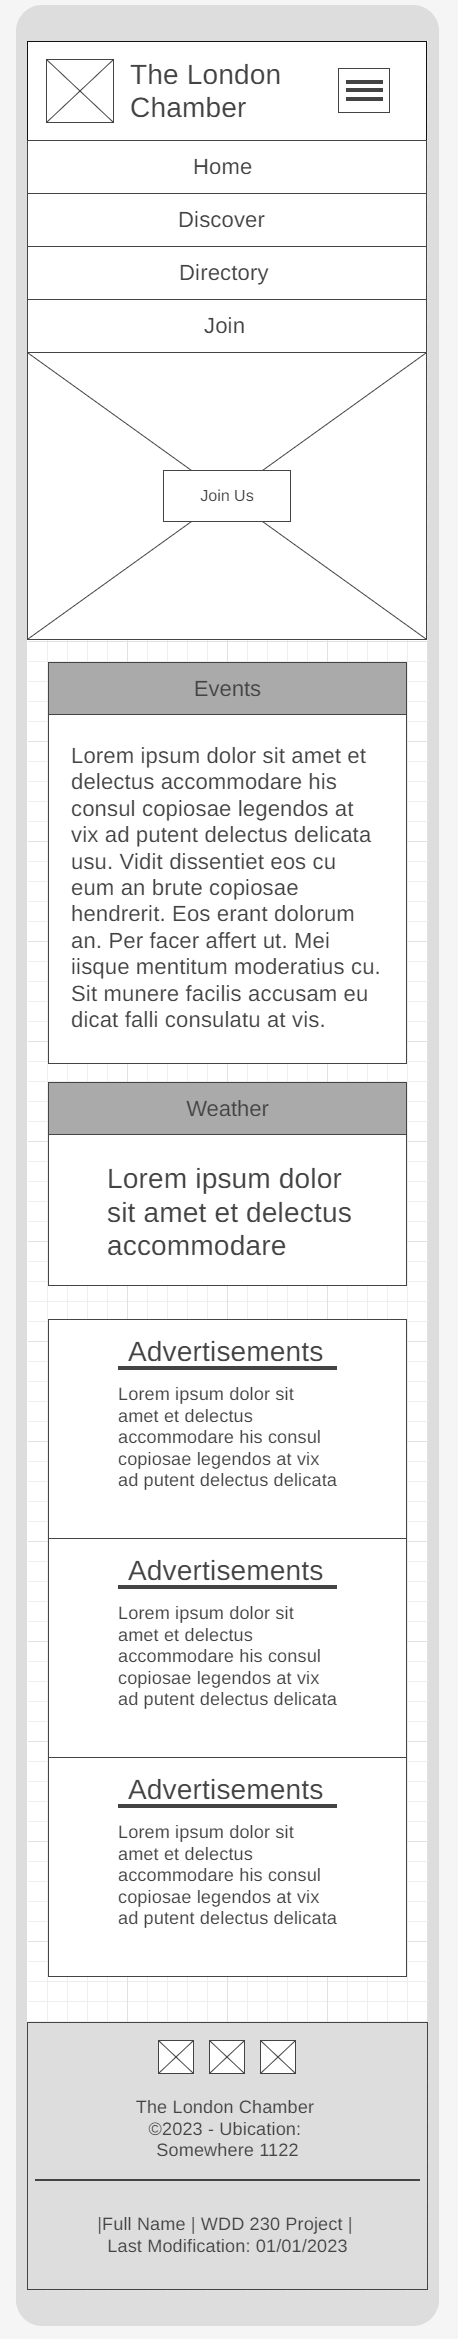 The London
Chamber
Home
Discover
Directory
Join
Join Us
Events
Lorem ipsum dolor sit amet et
delectus accommodare his
consul copiosae legendos at
vix ad putent delectus delicata
usu. Vidit dissentiet eos cu
eum an brute copiosae
hendrerit. Eos erant dolorum
an. Per facer affert ut. Mei
iisque mentitum moderatius cu.
Sit munere facilis accusam eu
dicat falli consulatu at vis.
Weather
Lorem ipsum dolor
sit amet et delectus
accommodare
Advertisements
Lorem ipsum dolor sit
amet et delectus
accommodare his consul
copiosae legendos at vix
ad putent delectus delicata
Advertisements
Lorem ipsum dolor sit
amet et delectus
accommodare his consul
copiosae legendos at vix
ad putent delectus delicata
Advertisements
Lorem ipsum dolor sit
amet et delectus
accommodare his consul
copiosae legendos at vix
ad putent delectus delicata
The London Chamber
©2023 - Ubication:
Somewhere 1122
|Full Name | WDD 230 Project |
Last Modification: 01/01/2023